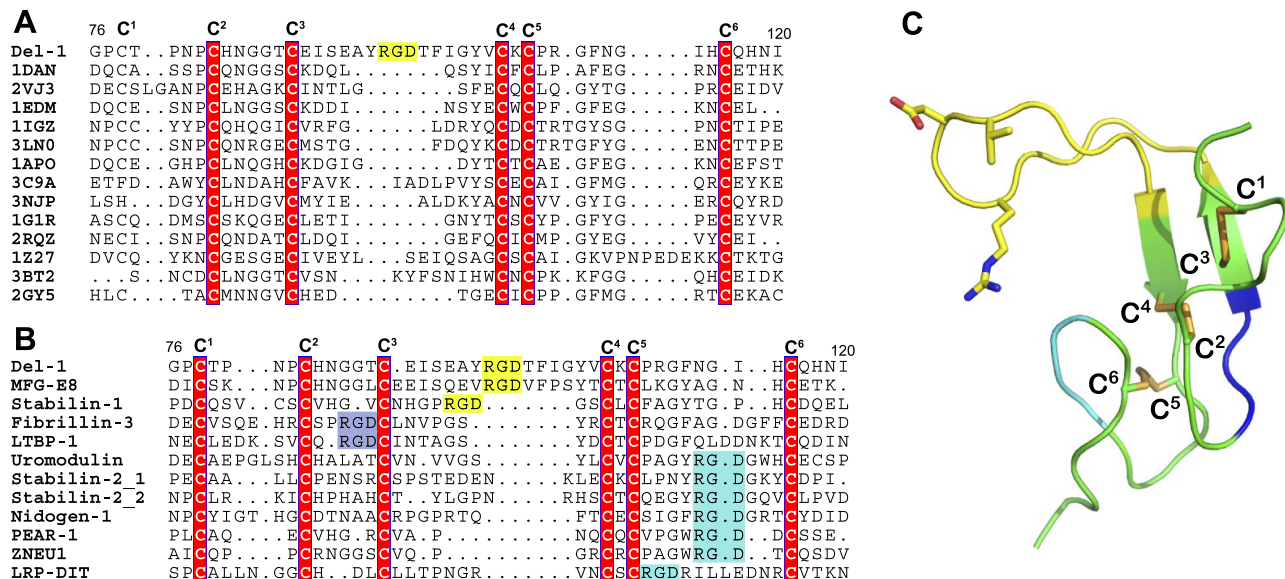 A
76 C¹ C² C³ C⁴ C⁵ C⁶ 120
Del-1 GPCT..PNPCHNGGTCEISEAYRGDTFIGYVCKCPR.GFNG.....IHCQHNI
1DAN DQCA..SSPCQNGGSCKDQL.......QSYICFCLP.AFEG.....RNCETHK
2VJ3 DECSLGANPCEHAGKCINTLG.......SFECQCLQ.GYTG.....PRCEIDV
1EDM DQCE..SNPCLNGGSCKDDI.......NSYECWCPF.GFEG.....KNCEL..
1IGZ NPCC..YYPCQHQGICVRFG......LDRYQCDCTRTGYSG.....PNCTIPE
3LN0 NPCC..SNPCQNRGECMSTG......FDQYKCDCTRTGFYG.....ENCTTPE
1APO DQCE..GHPCLNQGHCKDGIG.......DYTCTCAE.GFEG.....KNCEFST
3C9A ETFD..AWYCLNDAHCFAVK...IADLPVYSCECAI.GFMG.....QRCEYKE
3NJP LSH...DGYCLHDGVCMYIE.....ALDKYACNCVV.GYIG.....ERCQYRD
1G1R ASCQ..DMSCSKQGECLETI.......GNYTCSCYP.GFYG.....PECEYVR
2RQZ NECI..SNPCQNDATCLDQI.......GEFQCICMP.GYEG.....VYCEI..
1Z27 DVCQ..YKNCGESGECIVEYL...SEIQSAGCSCAI.GKVPNPEDEKKCTKTG
3BT2 ...S..NCDCLNGGTCVSN....KYFSNIHWCNCPK.KFGG.....QHCEIDK
2GY5 HLC....TACMNNGVCHED.........TGECICPP.GFMG.....RTCEKAC
B
76 C¹ C² C³ C⁴ C⁵ C⁶ 120
Del-1 GPCTP...NPCHNGGTCEISEAYRGDTFIGYVCKCPRGFNG.I..HCQHNI
MFG-E8 DICSK...NPCHNGGLCEEISQEVRGDVFPSYTCTCLKGYAG.N..HCETK.
Stabilin-1 PDCQSV..CSCVHG.VCNHGPRGD.......GSCLCFAGYTG.P..HCDQEL
Fibrillin-3 DECVSQE.HRCSPRGDCLNVPGS........YRCTCRQGFAG.DGFFCEDRD
LTBP-1 NECLEDK.SVCQ.RGDCINTAGS........YDCTCPDGFQLDDNKTCQDIN
Uromodulin DECAEPGLSHCHALATCVN.VVGS.......YLCVCPAGYRG.DGWHCECSP
Stabilin-2_1 PECAA...LLCPENSRCSPSTEDEN......KLECKCLPNYRG.DGKYCDPI.
Stabilin-2_2 NPCLR...KICHPHAHCT..YLGPN......RHSCTCQEGYRG.DGQVCLPVD
Nidogen-1 NPCYIGT.HGCDTNAACRPGPRTQ.......FTCECSIGFRG.DGRTCYDID
PEAR-1 PLCAQ...ECVHG.RCVAP............NQCQCVPGWRG.D..DCSSE.
ZNEU1 AICQP...PCRNGGSCVQ.P...........GRCRCPAGWRG.D..TCQSDV
LRP-DIT SPCALLNGGCH..DLCLLTPNGR........VNCSCRGDRILLEDNRCVTKN
C
C¹
C³
C⁴
C²
C⁶
C⁵